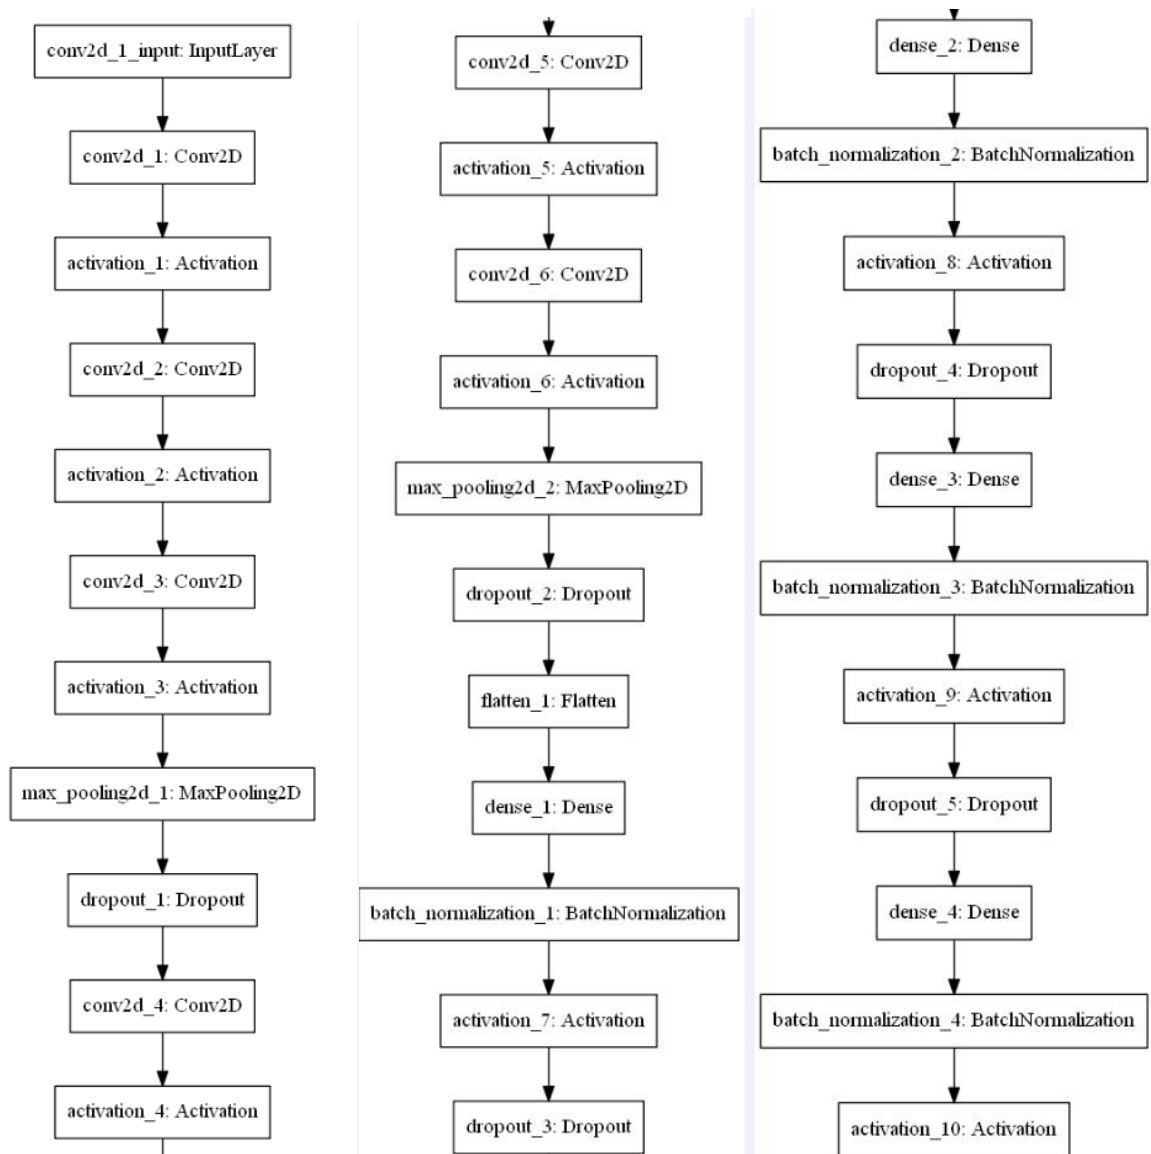 conv2d_1_input: InputLayer
conv2d_1: Conv2D
activation_1: Activation
conv2d_2: Conv2D
activation_2: Activation
conv2d_3: Conv2D
activation_3: Activation
max_pooling2d_1: MaxPooling2D
dropout_1: Dropout
conv2d_4: Conv2D
activation_4: Activation
conv2d_5: Conv2D
activation_5: Activation
conv2d_6: Conv2D
activation_6: Activation
max_pooling2d_2: MaxPooling2D
dropout_2: Dropout
flatten_1: Flatten
dense_1: Dense
batch_normalization_1: BatchNormalization
activation_7: Activation
dropout_3: Dropout
dense_2: Dense
batch_normalization_2: BatchNormalization
activation_8: Activation
dropout_4: Dropout
dense_3: Dense
batch_normalization_3: BatchNormalization
activation_9: Activation
dropout_5: Dropout
dense_4: Dense
batch_normalization_4: BatchNormalization
activation_10: Activation